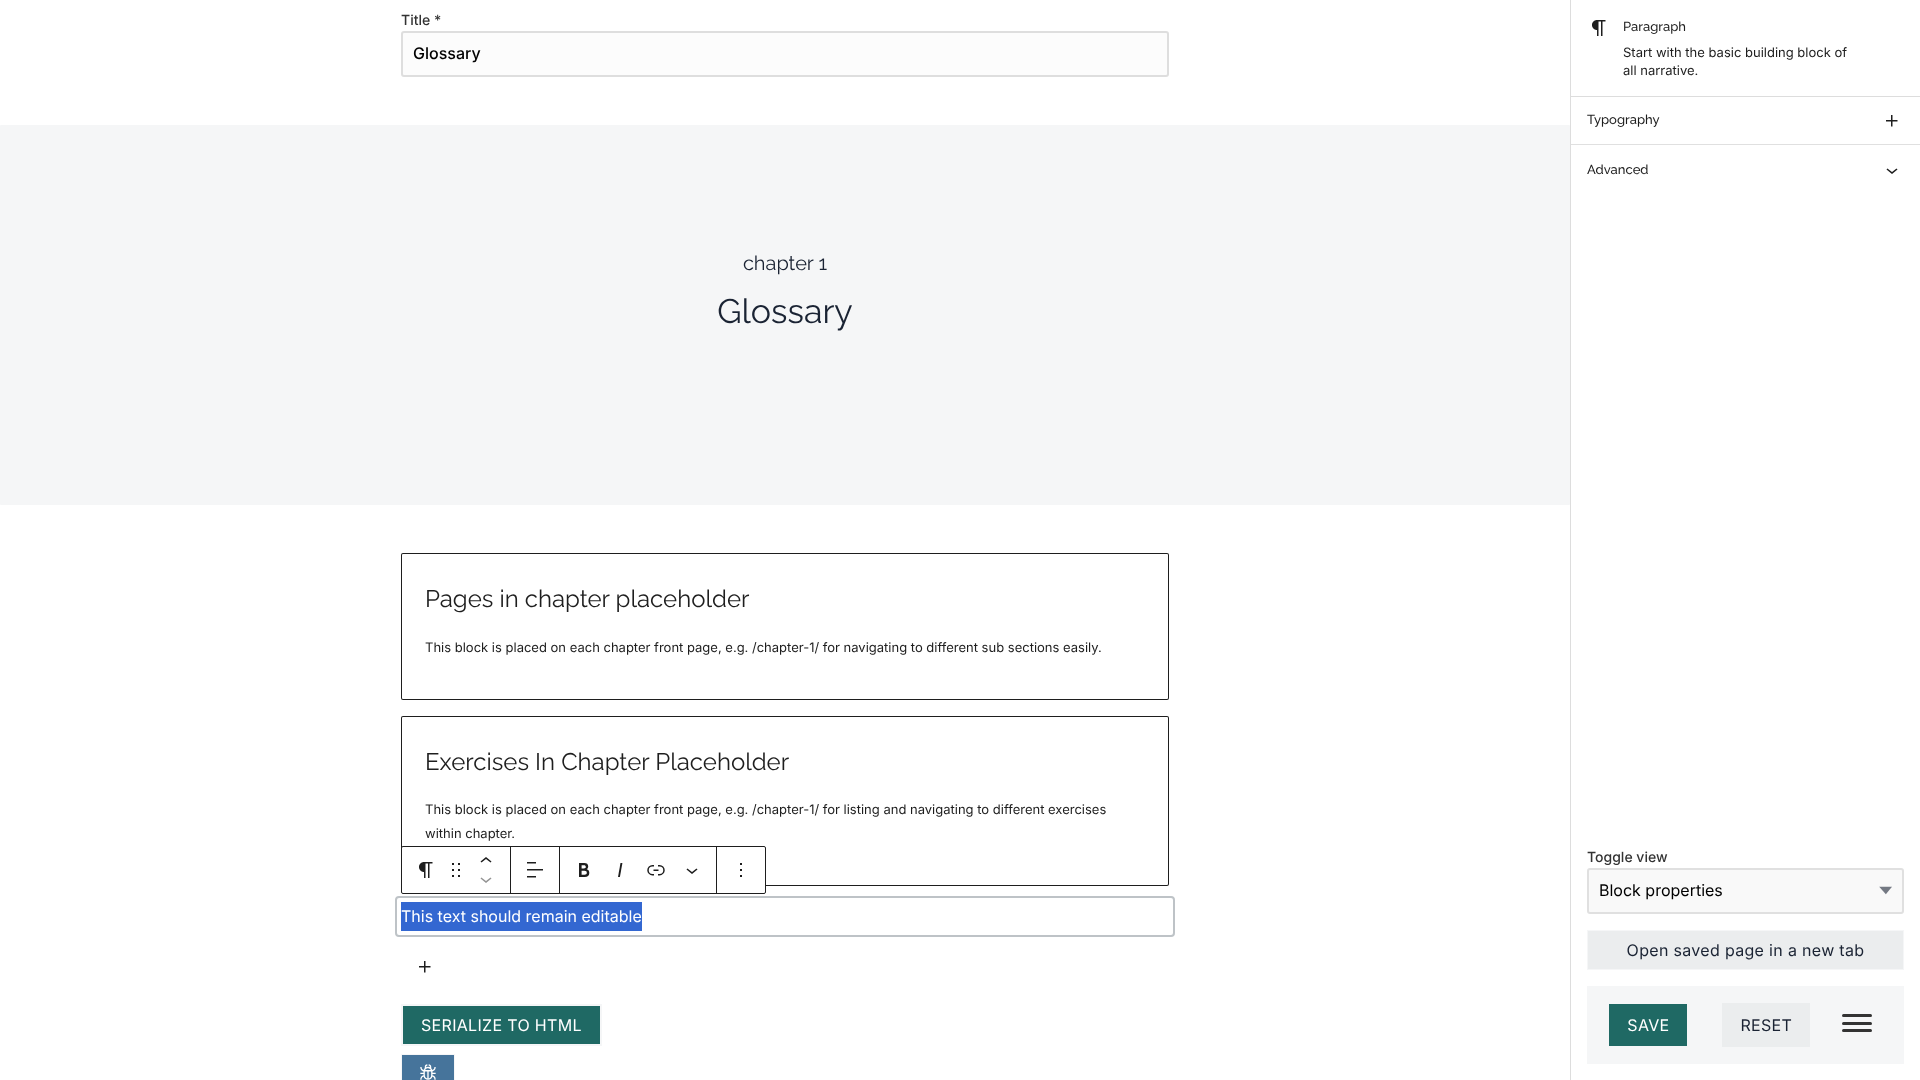 Title *
Glossary
chapter 1
Glossary
Pages in chapter placeholder
This block is placed on each chapter front page, e.g. /chapter-1/ for navigating to different sub sections easily.
Exercises In Chapter Placeholder
This block is placed on each chapter front page, e.g. /chapter-1/ for listing and navigating to different exercises
within chapter.
B I
This text should remain editable
SERIALIZE TO HTML
Paragraph
Start with the basic building block of
all narrative.
Typography
Advanced
Toggle view
Block properties
Open saved page in a new tab
SAVE RESET